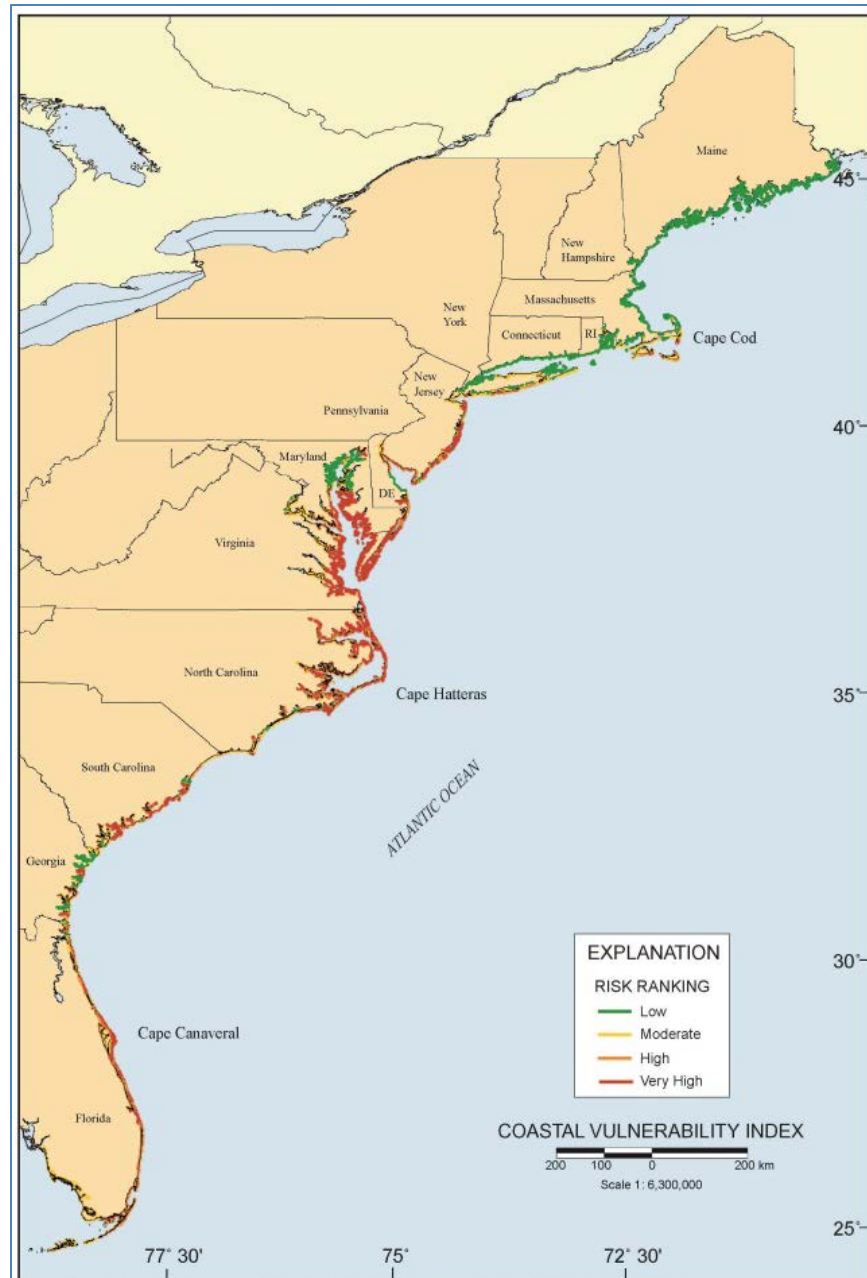 Maine
45°
New
Hampshire
Massachusetts
New
York
Connecticut
RI
Cape Cod
New
Jersey
Pennsylvania
40°
Maryland
DE
Virginia
North Carolina
35°
Cape Hatteras
South Carolina
ATLANTIC OCEAN
Georgia
EXPLANATION
30°
RISK RANKING
Low
Moderate
High
Very High
Cape Canaveral
Florida
COASTAL VULNERABILITY INDEX
200 100 0 200 km
Scale 1: 6,300,000
25°
77° 30' 75° 72° 30'